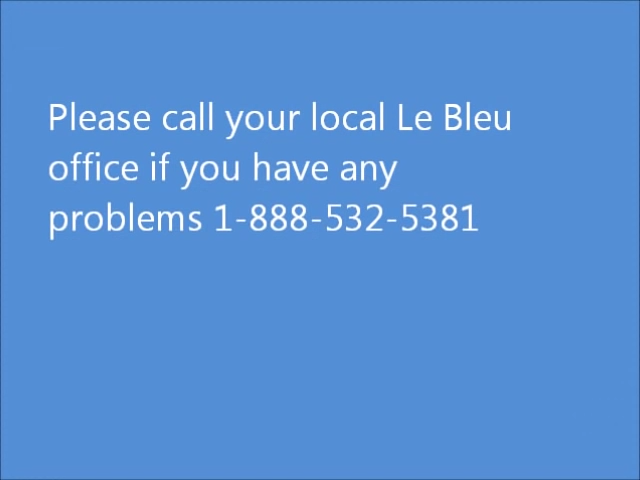 Please call your local Le Bleu
office if you have any
problems 1-888-532-5381